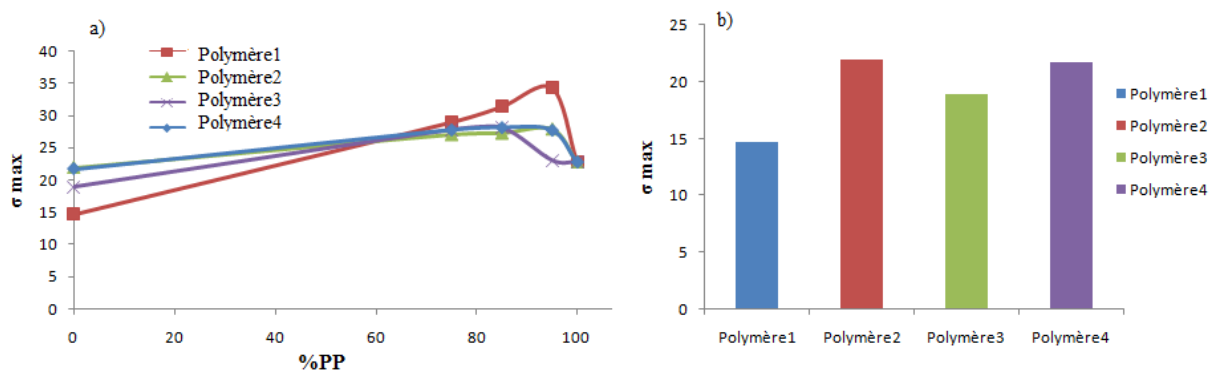 a)
Polymère1
Polymère2
Polymère3
Polymère4
40
35
30
25
20
15
10
5
0
σ max
0 20 40 60 80 100
%PP
b)
25
20
15
10
5
0
σ max
Polymère1 Polymère2 Polymère3 Polymère4
Polymère1
Polymère2
Polymère3
Polymère4